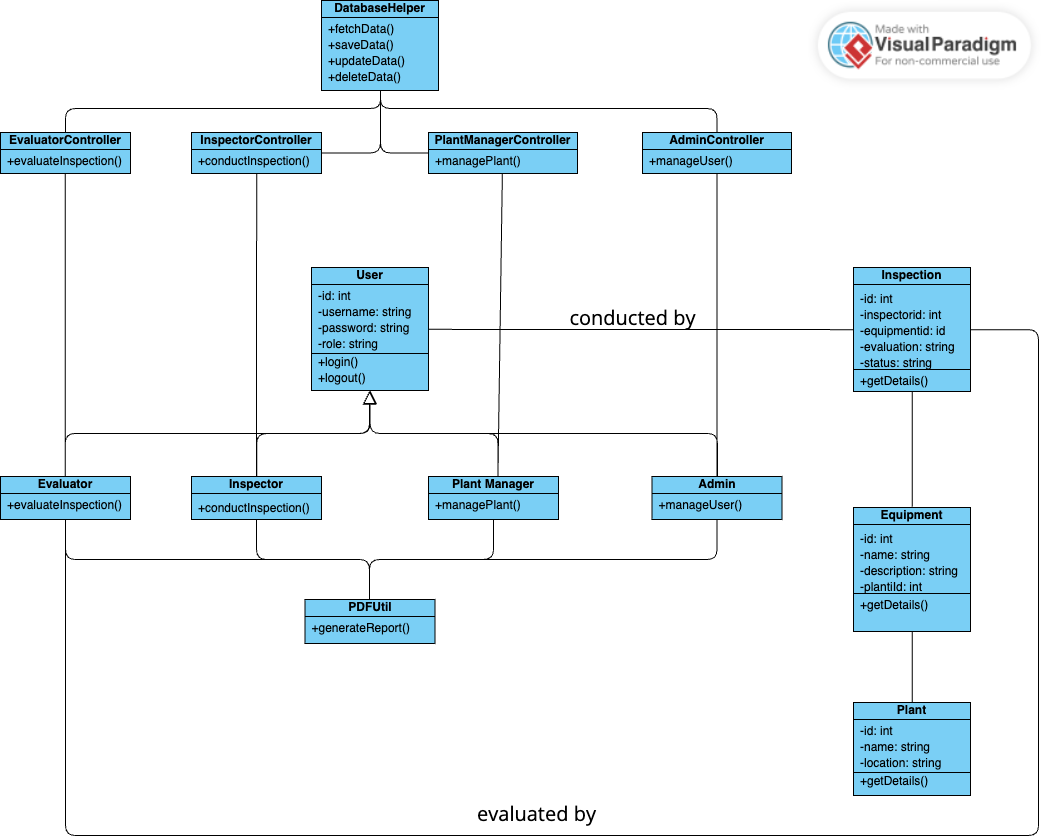 DatabaseHelper
+fetchData()
+saveData()
+updateData()
+deleteData()
Made with
Visual Paradigm
For non-commercial use
EvaluatorController
+evaluateInspection()
InspectorController
+conductInspection()
PlantManagerController
+managePlant()
AdminController
+manageUser()
User
-id: int
-username: string
-password: string
-role: string
+login()
+logout()
conducted by
Inspection
-id: int
-inspectorid: int
-equipmentid: id
-evaluation: string
-status: string
+getDetails()
Evaluator
+evaluateInspection()
Inspector
+conductInspection()
Plant Manager
+managePlant()
Admin
+manageUser()
Equipment
-id: int
-name: string
-description: string
-plantiId: int
+getDetails()
PDFUtil
+generateReport()
Plant
-id: int
-name: string
-location: string
+getDetails()
evaluated by